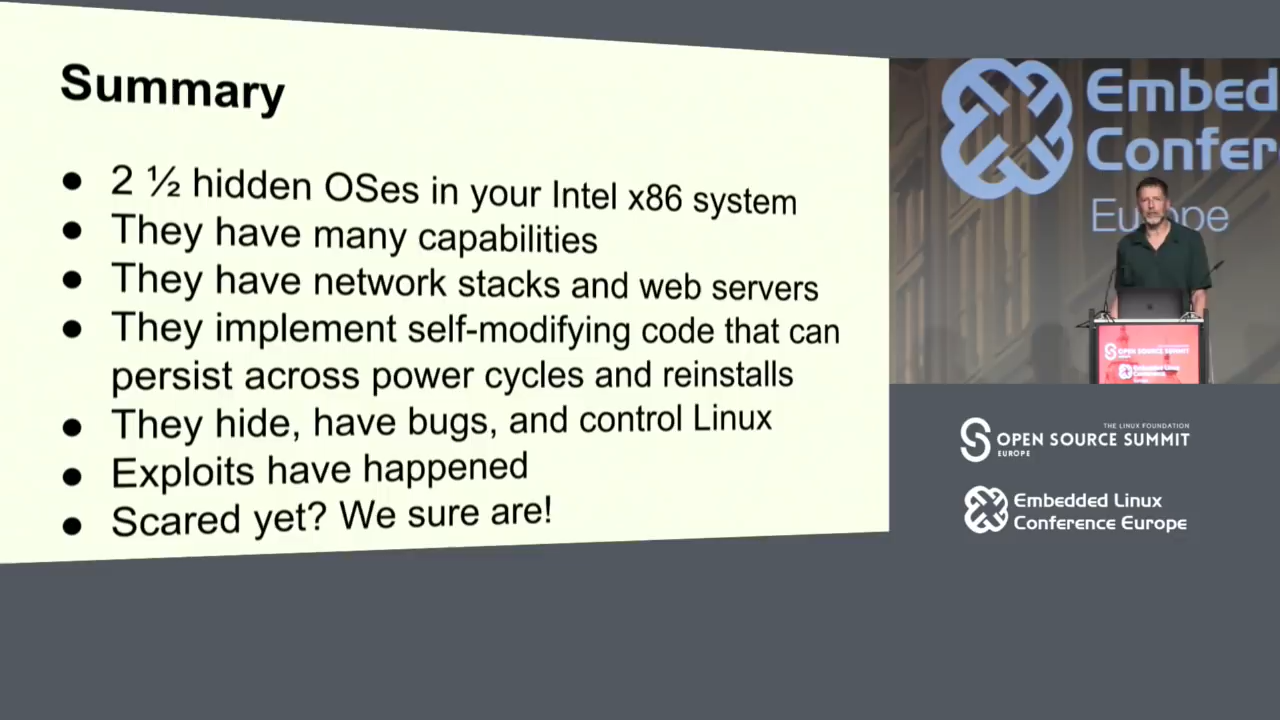 Summary
● 2 ½ hidden OSes in your Intel x86 system
● They have many capabilities
● They have network stacks and web servers
● They implement self-modifying code that can
persist across power cycles and reinstalls
● They hide, have bugs, and control Linux
● Exploits have happened
● Scared yet? We sure are!
Embed
Confer
Europe
OPEN SOURCE SUMMIT
THE LINUX FOUNDATION
OPEN SOURCE SUMMIT
EUROPE
Embedded Linux
Conference Europe